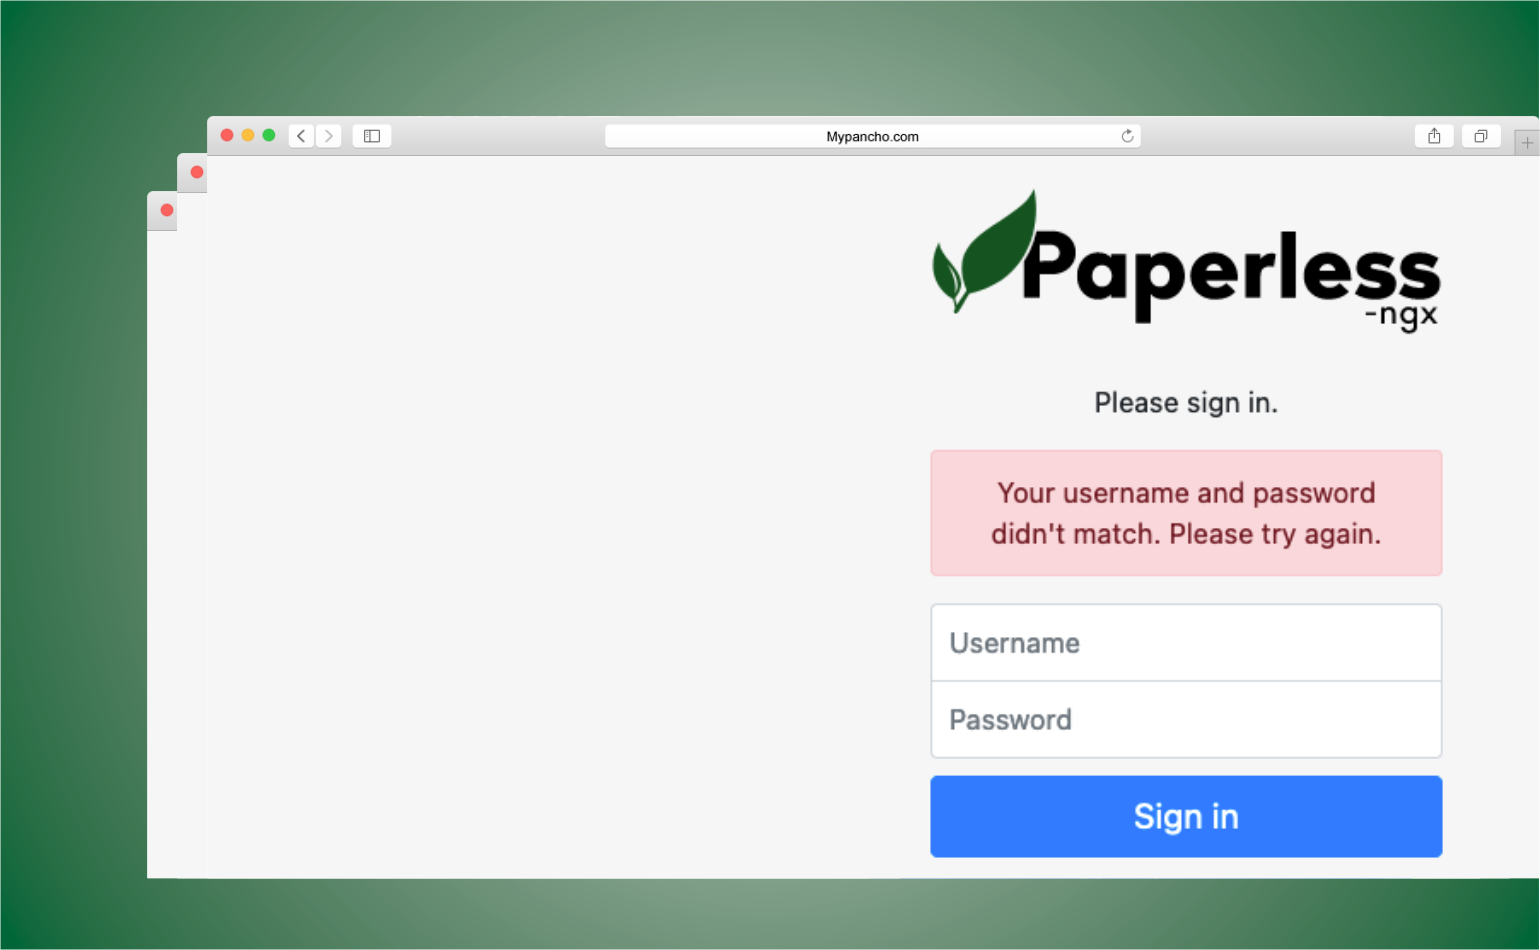 Mypancho.com
Paperless
-ngx
Please sign in.
Your username and password
didn't match. Please try again.
Username
Password
Sign in